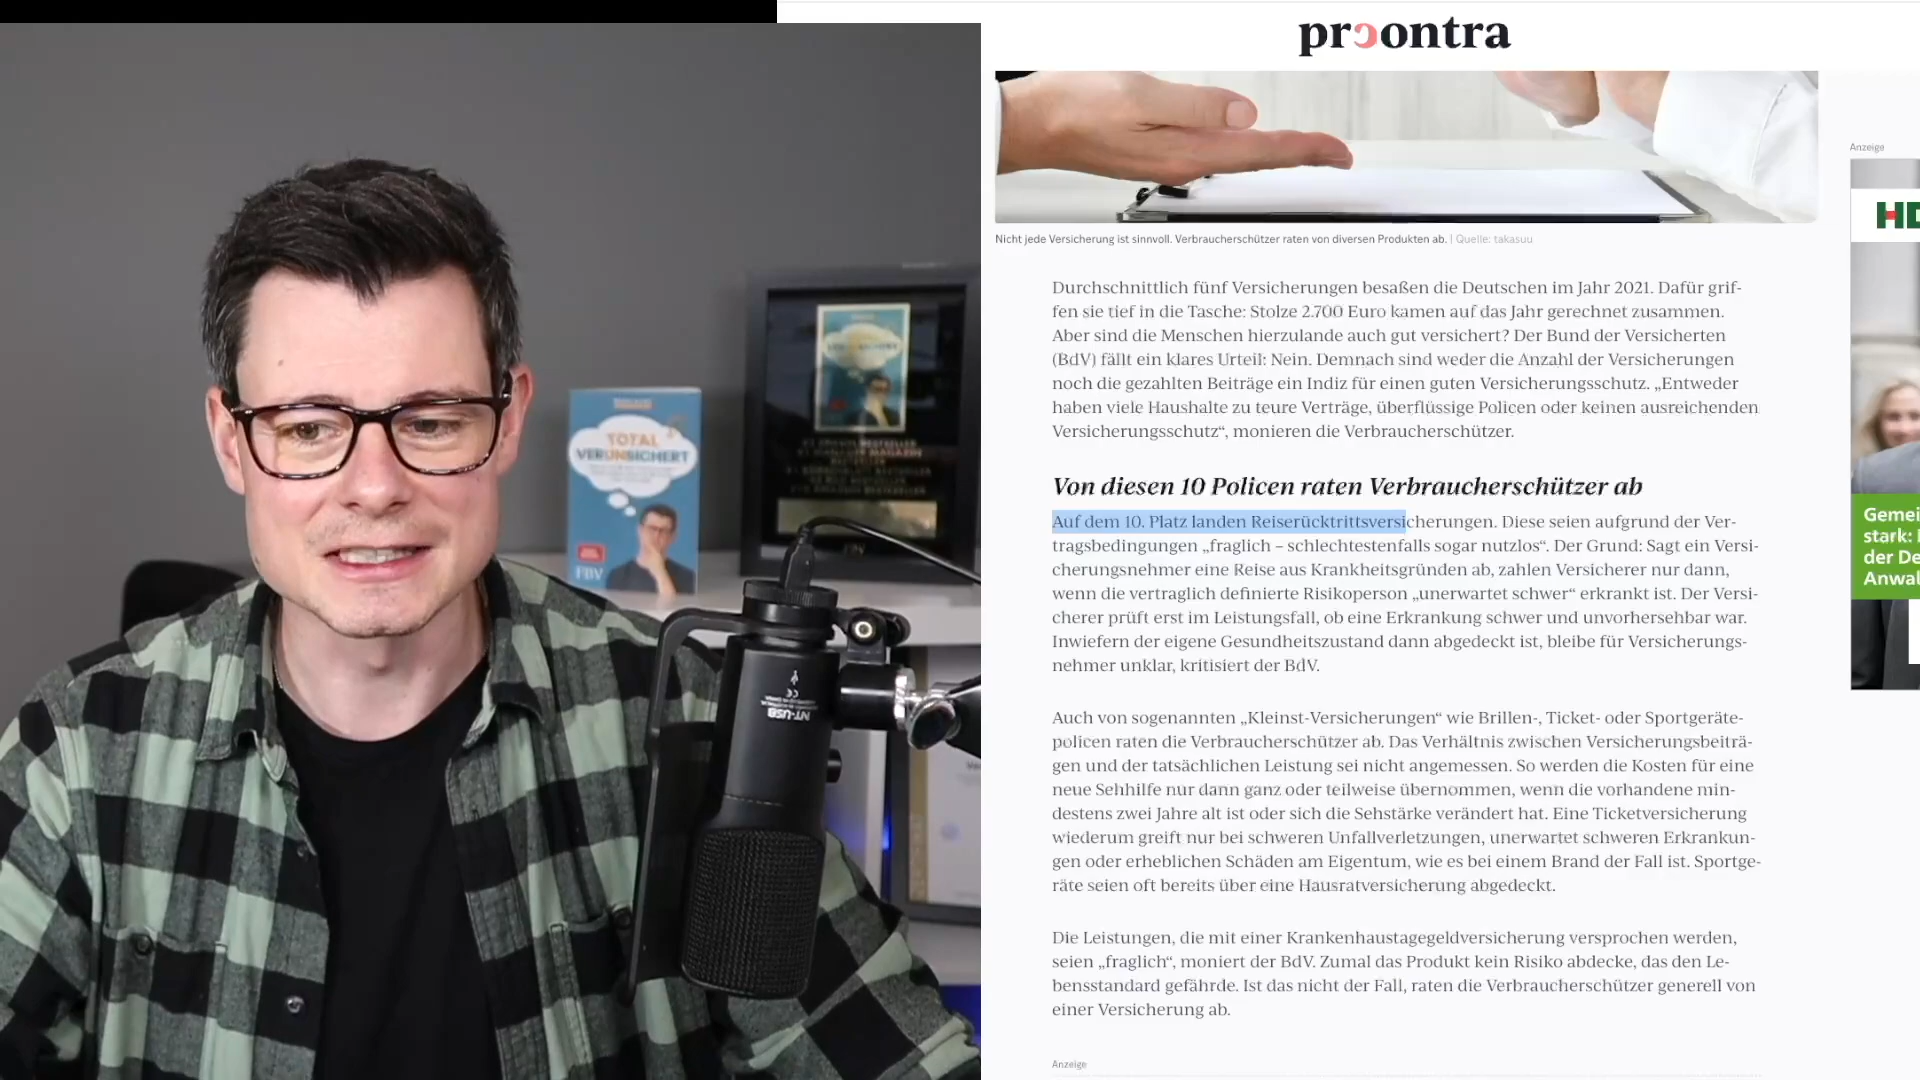 prcontra
Anzeige
HD
Nicht jede Versicherung ist sinnvoll. Verbraucherschützer raten von diversen Produkten ab. | Quelle: takasuu
Durchschnittlich fünf Versicherungen besaßen die Deutschen im Jahr 2021. Dafür grif-
fen sie tief in die Tasche: Stolze 2.700 Euro kamen auf das Jahr gerechnet zusammen.
Aber sind die Menschen hierzulande auch gut versichert? Der Bund der Versicherten
(BdV) fällt ein klares Urteil: Nein. Demnach sind weder die Anzahl der Versicherungen
noch die gezahlten Beiträge ein Indiz für einen guten Versicherungsschutz. „Entweder
haben viele Haushalte zu teure Verträge, überflüssige Policen oder keinen ausreichenden
Versicherungsschutz“, monieren die Verbraucherschützer.
Von diesen 10 Policen raten Verbraucherschützer ab
Auf dem 10. Platz landen Reiserücktrittsversicherungen. Diese seien aufgrund der Ver-
tragsbedingungen „fraglich – schlechtestenfalls sogar nutzlos“. Der Grund: Sagt ein Versi-
cherungsnehmer eine Reise aus Krankheitsgründen ab, zahlen Versicherer nur dann,
wenn die vertraglich definierte Risikoperson „unerwartet schwer“ erkrankt ist. Der Versi-
cherer prüft erst im Leistungsfall, ob eine Erkrankung schwer und unvorhersehbar war.
Inwiefern der eigene Gesundheitszustand dann abgedeckt ist, bleibe für Versicherungs-
nehmer unklar, kritisiert der BdV.
Auch von sogenannten „Kleinst-Versicherungen“ wie Brillen-, Ticket- oder Sportgeräte-
policen raten die Verbraucherschützer ab. Das Verhältnis zwischen Versicherungsbeiträ-
gen und der tatsächlichen Leistung sei nicht angemessen. So werden die Kosten für eine
neue Sehhilfe nur dann ganz oder teilweise übernommen, wenn die vorhandene min-
destens zwei Jahre alt ist oder sich die Sehstärke verändert hat. Eine Ticketversicherung
wiederum greift nur bei schweren Unfallverletzungen, unerwartet schweren Erkrankun-
gen oder erheblichen Schäden am Eigentum, wie es bei einem Brand der Fall ist. Sportge-
räte seien oft bereits über eine Hausratversicherung abgedeckt.
Die Leistungen, die mit einer Krankenhaustagegeldversicherung versprochen werden,
seien „fraglich“, moniert der BdV. Zumal das Produkt kein Risiko abdecke, das den Le-
bensstandard gefährde. Ist das nicht der Fall, raten die Verbraucherschützer generell von
einer Versicherung ab.
Anzeige
Gemei
stark:
der De
Anwal
TOTAL
VERUNSICHERT
FBV
NT-USB